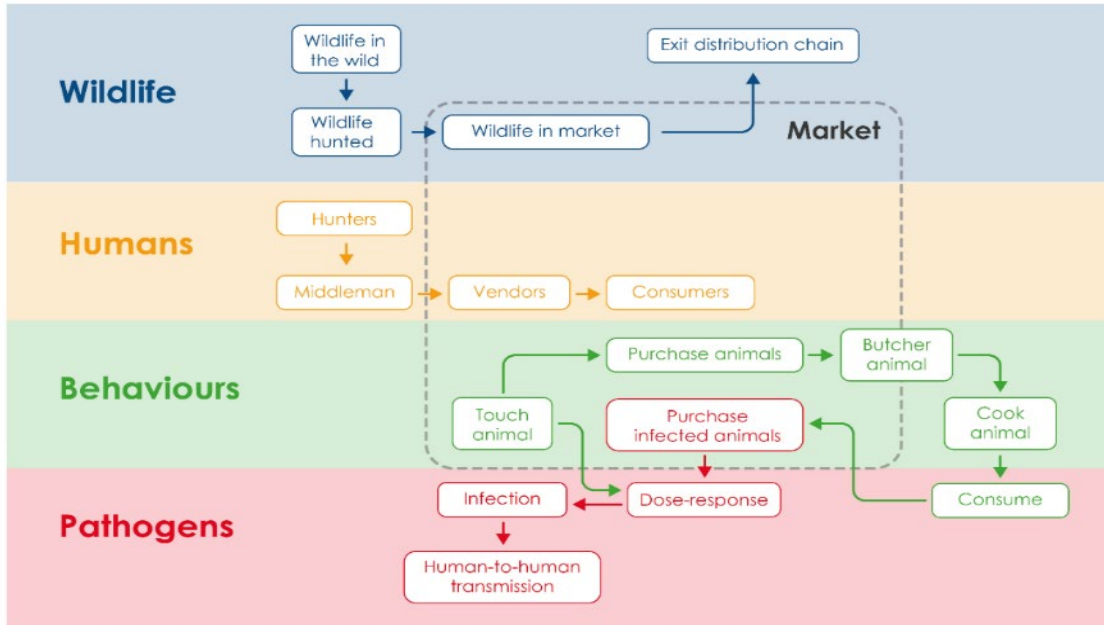 Wildlife
Wildlife in
the wild
Exit distribution chain
Wildlife
hunted
Wildlife in market
Market
Humans
Hunters
Middleman
Vendors
Consumers
Behaviours
Purchase animals
Butcher
animal
Touch
animal
Purchase
infected animals
Cook
animal
Pathogens
Infection
Dose-response
Consume
Human-to-human
transmission